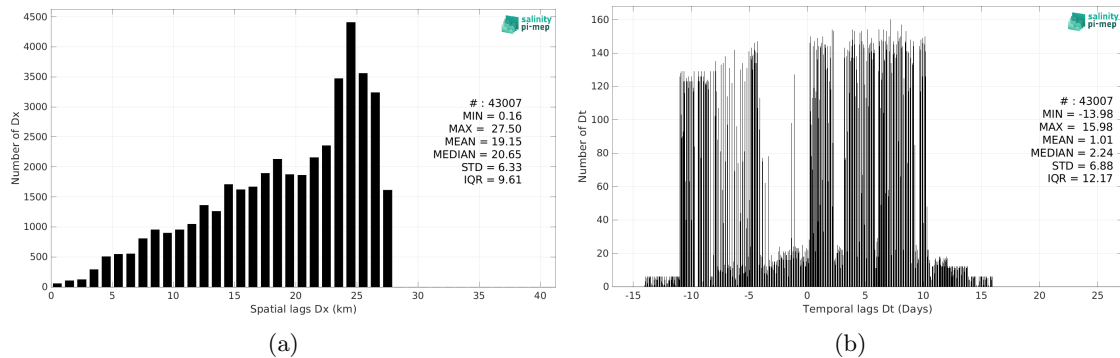 4500
4000
3500
3000
2500
2000
1500
1000
500
0
Number of Dx
salinity
pi-mep
# : 43007
MIN = 0.16
MAX = 27.50
MEAN = 19.15
MEDIAN = 20.65
STD = 6.33
IQR = 9.61
0 5 10 15 20 25 30 35 40
Spatial lags Dx (km)
(a)
160
140
120
100
80
60
40
20
0
Number of Dt
salinity
pi-mep
# : 43007
MIN = -13.98
MAX = 15.98
MEAN = 1.01
MEDIAN = 2.24
STD = 6.88
IQR = 12.17
-15 -10 -5 0 5 10 15 20 25
Temporal lags Dt (Days)
(b)